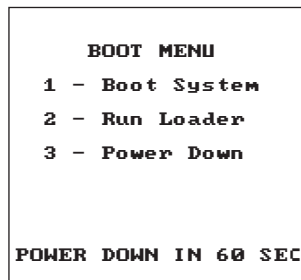 BOOT MENU
1 - Boot System
2 - Run Loader
3 - Power Down
POWER DOWN IN 60 SEC